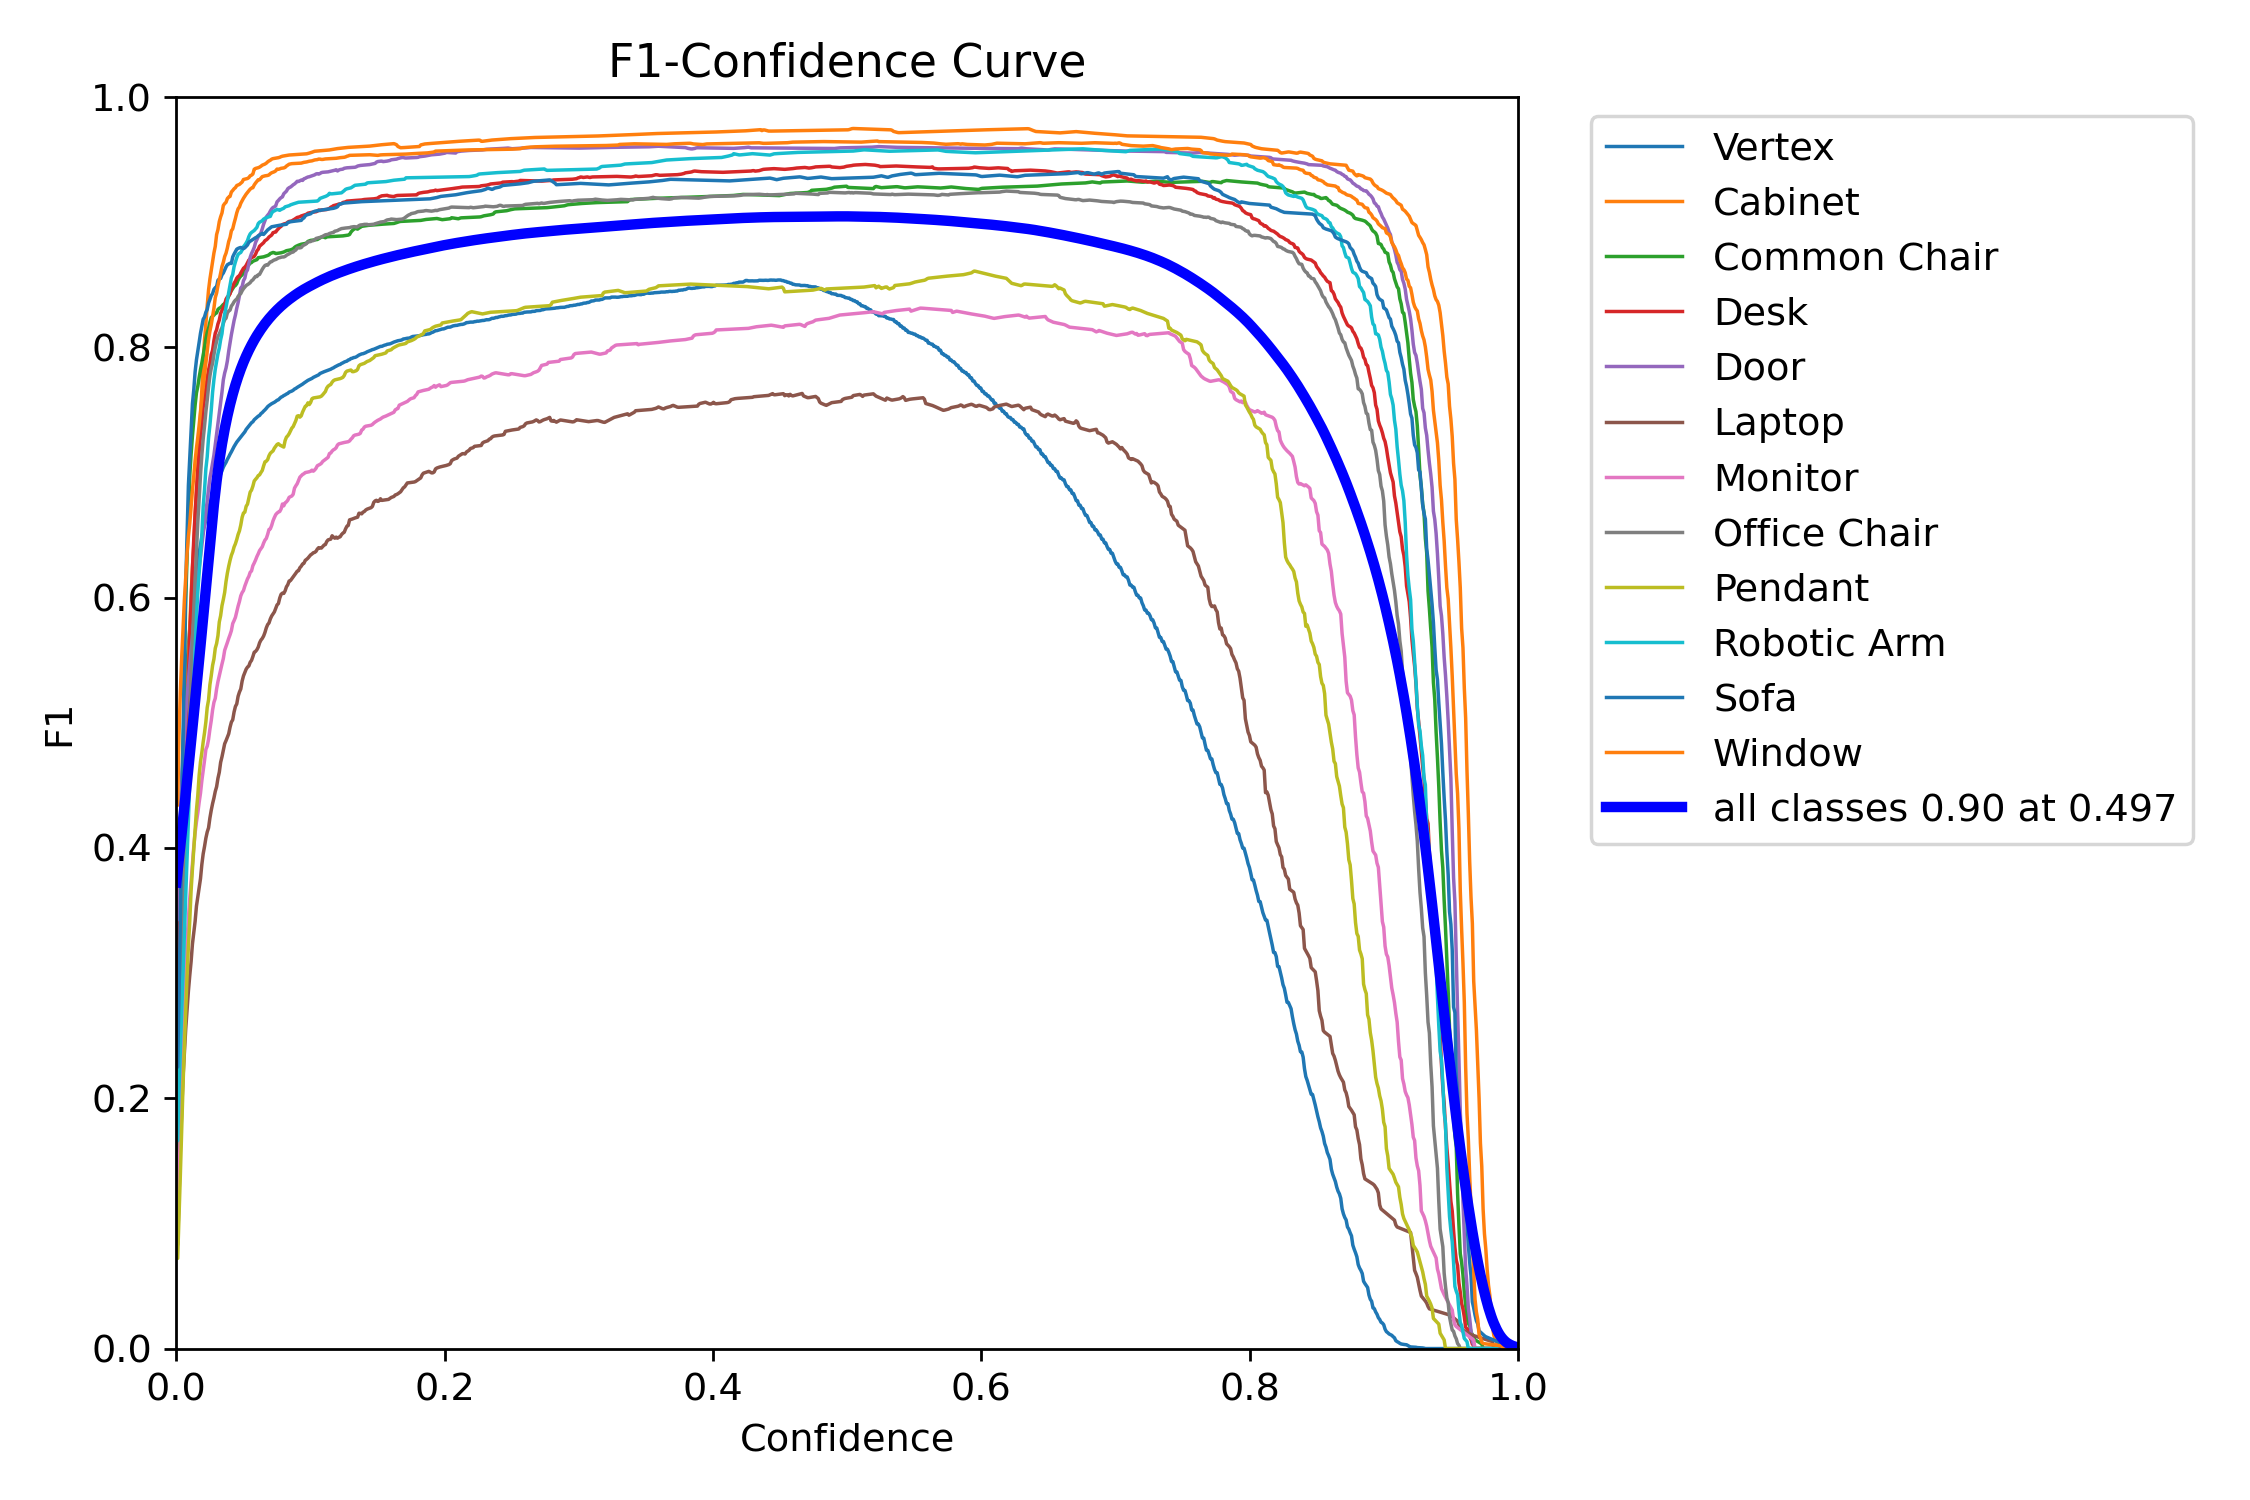 F1-Confidence Curve
1.0
0.8
0.6
0.4
0.2
0.0
F1
0.0 0.2 0.4 0.6 0.8 1.0
Confidence
Vertex
Cabinet
Common Chair
Desk
Door
Laptop
Monitor
Office Chair
Pendant
Robotic Arm
Sofa
Window
all classes 0.90 at 0.497